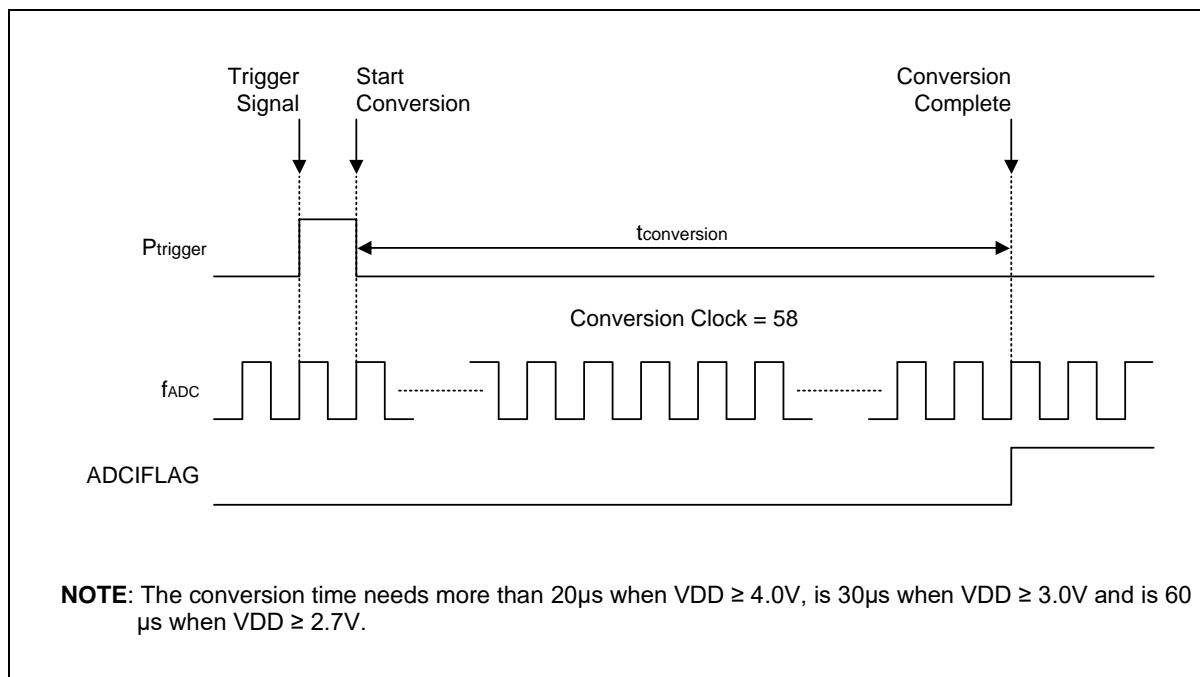 Trigger
Signal
Start
Conversion
Conversion
Complete
Ptrigger
tconversion
Conversion Clock = 58
fADC
ADCIFLAG
NOTE: The conversion time needs more than 20µs when VDD ≥ 4.0V, is 30µs when VDD ≥ 3.0V and is 60
µs when VDD ≥ 2.7V.